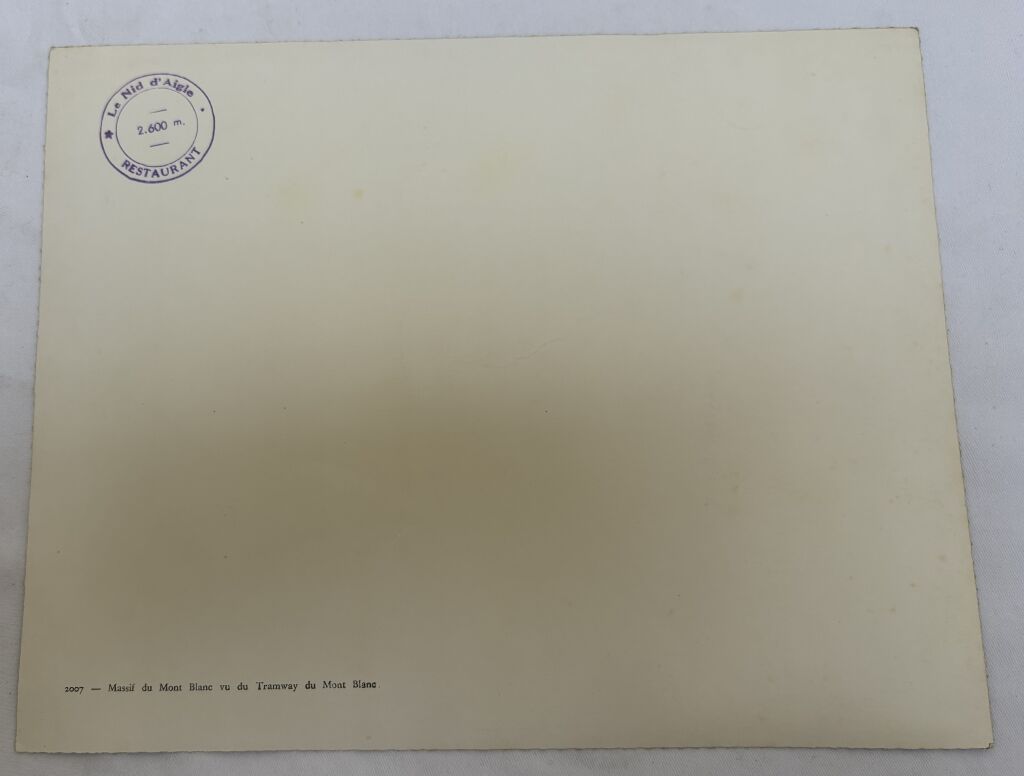 * Le Nid d'Aigle *
2.600 m.
RESTAURANT
2007 — Massif du Mont Blanc vu du Tramway du Mont Blanc.